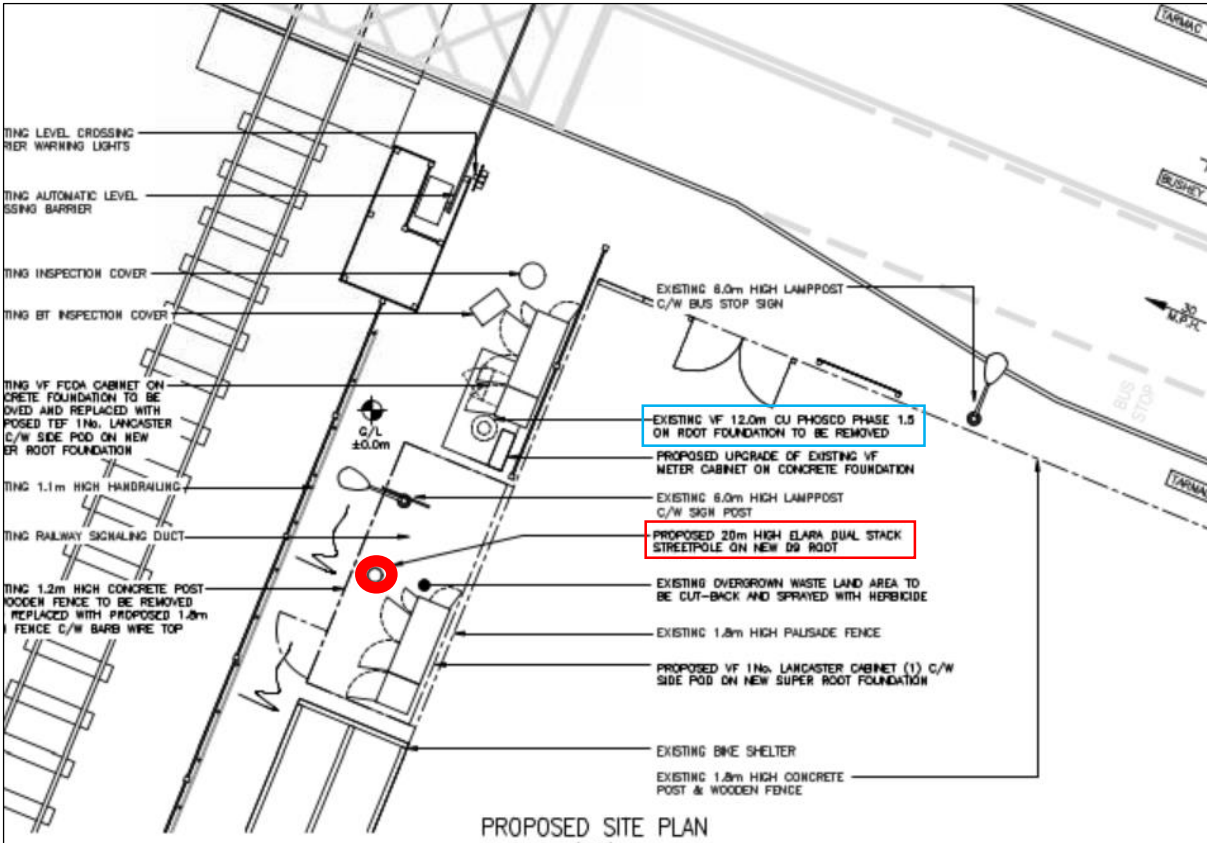 TARMAC
BUSHEY
TING LEVEL CROSSING
RIER WARNING LIGHTS
TING AUTOMATIC LEVEL
SSING BARRIER
TING INSPECTION COVER
TING BT INSPECTION COVER
TING VF FCOA CABINET ON
CRETE FOUNDATION TO BE
OVED AND REPLACED WITH
POSED TEF 1No. LANCASTER
C/W SIDE POD ON NEW
ER ROOT FOUNDATION
TING 1.1m HIGH HANDRAILING
TING RAILWAY SIGNALING DUCT
TING 1.2m HIGH CONCRETE POST
WOODEN FENCE TO BE REMOVED
REPLACED WITH PROPOSED 1.8m
FENCE C/W BARB WIRE TOP
G/L
±0.0m
EXISTING 6.0m HIGH LAMPPOST
C/W BUS STOP SIGN
30
M.P.H.
BUS
STOP
EXISTING VF 12.0m CU PHOSCO PHASE 1.5
ON ROOT FOUNDATION TO BE REMOVED
PROPOSED UPGRADE OF EXISTING VF
METER CABINET ON CONCRETE FOUNDATION
TARMAC
EXISTING 6.0m HIGH LAMPPOST
C/W SIGN POST
PROPOSED 20m HIGH ELARA DUAL STACK
STREETPOLE ON NEW D9 ROOT
EXISTING OVERGROWN WASTE LAND AREA TO
BE CUT-BACK AND SPRAYED WITH HERBICIDE
EXISTING 1.8m HIGH PALISADE FENCE
PROPOSED VF 1No. LANCASTER CABINET (1) C/W
SIDE POD ON NEW SUPER ROOT FOUNDATION
EXISTING BIKE SHELTER
EXISTING 1.8m HIGH CONCRETE
POST & WOODEN FENCE
PROPOSED SITE PLAN